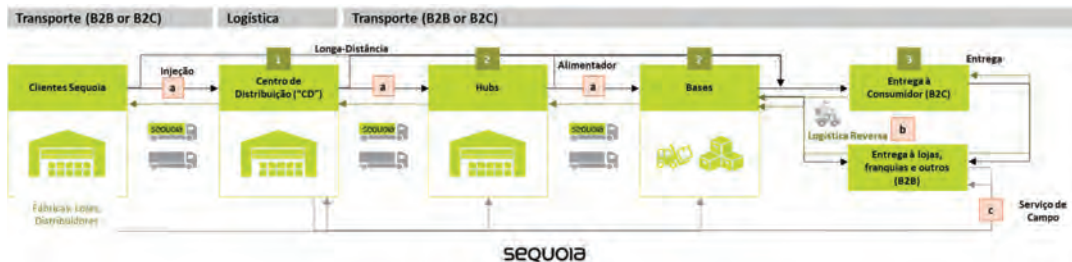 Transporte (B2B or B2C)
Logística
Transporte (B2B or B2C)
1
Longa-Distância
2
2
3
Injeção
Alimentador
Entrega
Clientes Sequoia
a
Centro de
Distribuição ("CD")
a
Hubs
a
Bases
Entrega à
Consumidor (B2C)
sequoia
sequoia
sequoia
Logística Reversa
b
Entrega à lojas,
franquias e outros
(B2B)
Fábricas, Lojas,
Distribuidores
c
Serviço de
Campo
sequoia